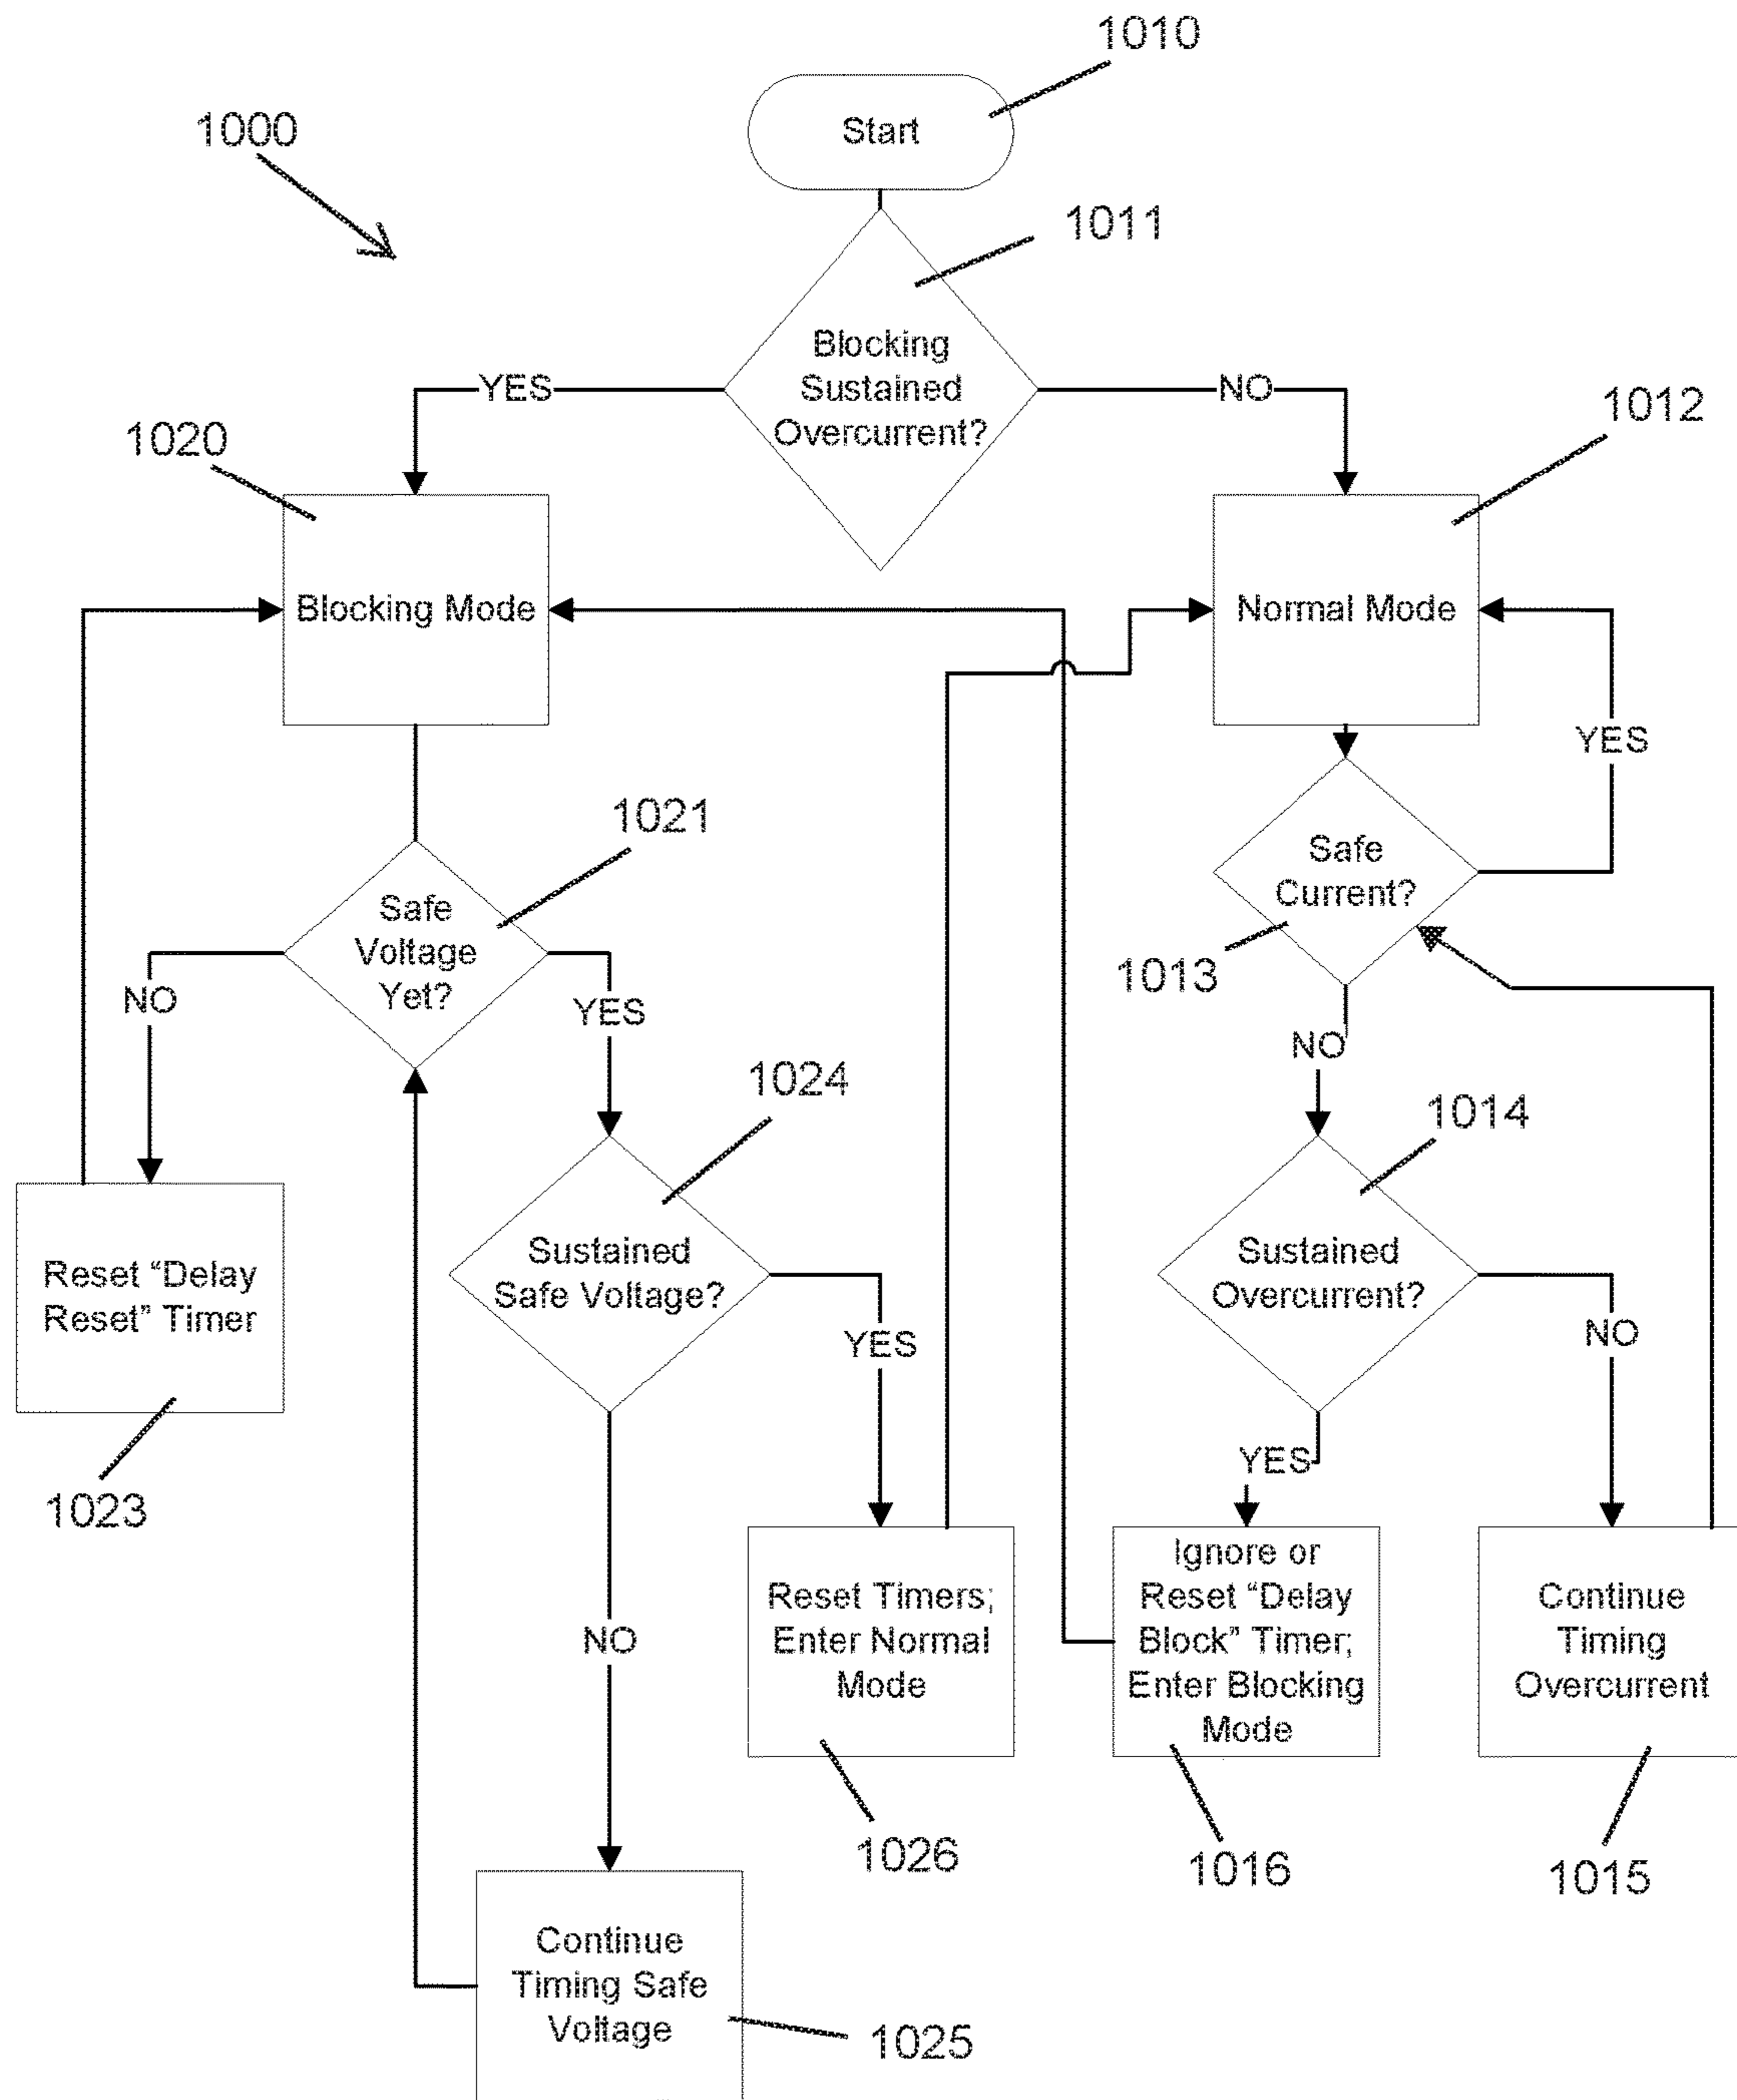 1010
Start
1000
1011
Blocking
Sustained
Overcurrent?
YES
NO
1012
1020
Blocking Mode
Normal Mode
YES
1021
Safe
Voltage
Yet?
Safe
Current?
1013
NO
YES
NO
1024
1014
Sustained
Safe Voltage?
Sustained
Overcurrent?
Reset “Delay
Reset” Timer
YES
NO
1023
YES
NO
Reset Timers;
Enter Normal
Mode
Ignore or
Reset “Delay
Block” Timer;
Enter Blocking
Mode
Continue
Timing
Overcurrent
1026
1016
1015
Continue
Timing Safe
Voltage
1025